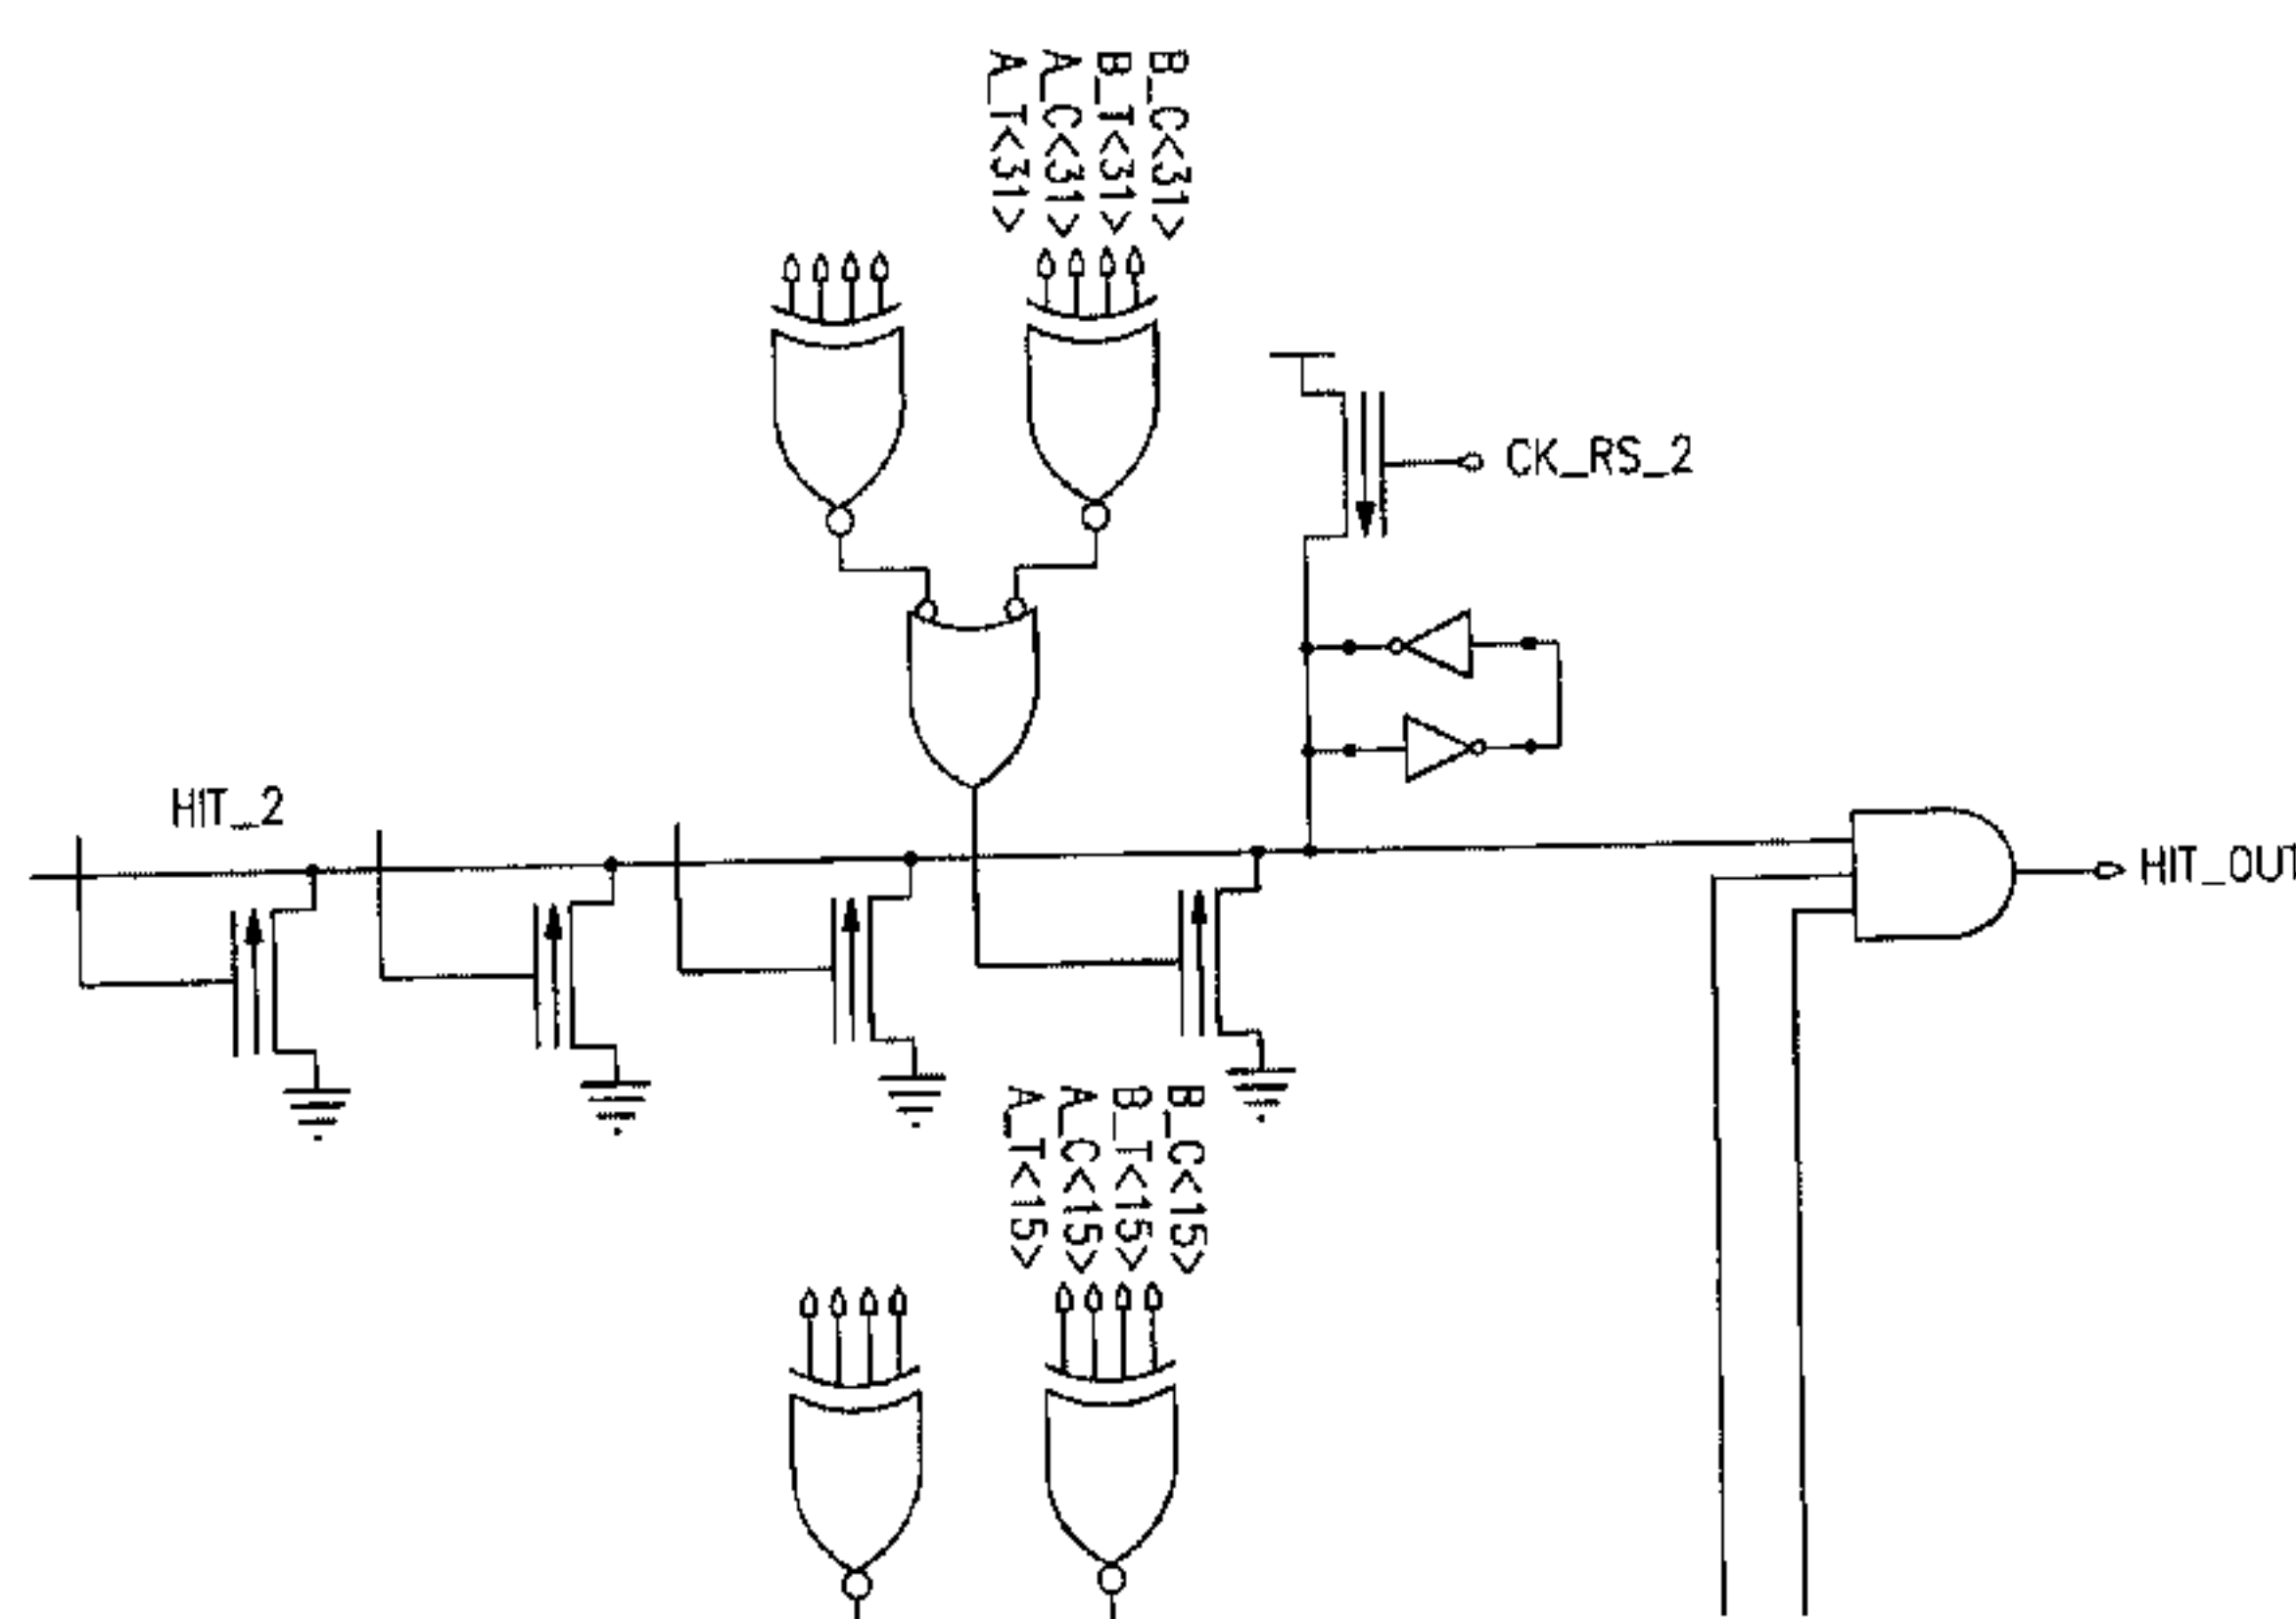 B_C<31>
B_T<31>
A_C<31>
A_T<31>
CK_RS_2
HIT_2
HIT_OUT
B_C<15>
B_T<15>
A_C<15>
A_T<15>